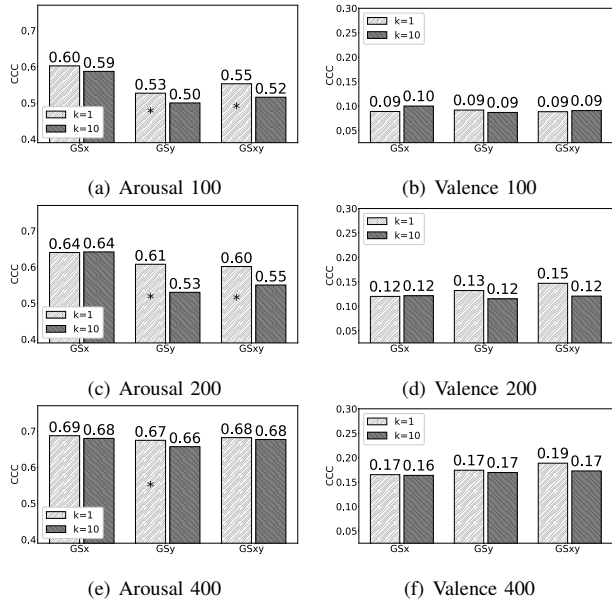 0.7
0.6
0.5
0.4
CCC
0.60 0.59
0.53 0.50
0.55 0.52
* *
k=1
k=10
GSx GSy GSxy
(a) Arousal 100
0.30
0.25
0.20
0.15
0.10
0.05
CCC
k=1
k=10
0.09 0.10
0.09 0.09
0.09 0.09
GSx GSy GSxy
(b) Valence 100
0.7
0.6
0.5
0.4
CCC
0.64 0.64
0.61 0.53
0.60 0.55
* *
k=1
k=10
GSx GSy GSxy
(c) Arousal 200
0.30
0.25
0.20
0.15
0.10
0.05
CCC
k=1
k=10
0.12 0.12
0.13 0.12
0.15 0.12
GSx GSy GSxy
(d) Valence 200
0.7
0.6
0.5
0.4
CCC
0.69 0.68
0.67 0.66
0.68 0.68
*
k=1
k=10
GSx GSy GSxy
(e) Arousal 400
0.30
0.25
0.20
0.15
0.10
0.05
CCC
k=1
k=10
0.17 0.16
0.17 0.17
0.19 0.17
GSx GSy GSxy
(f) Valence 400